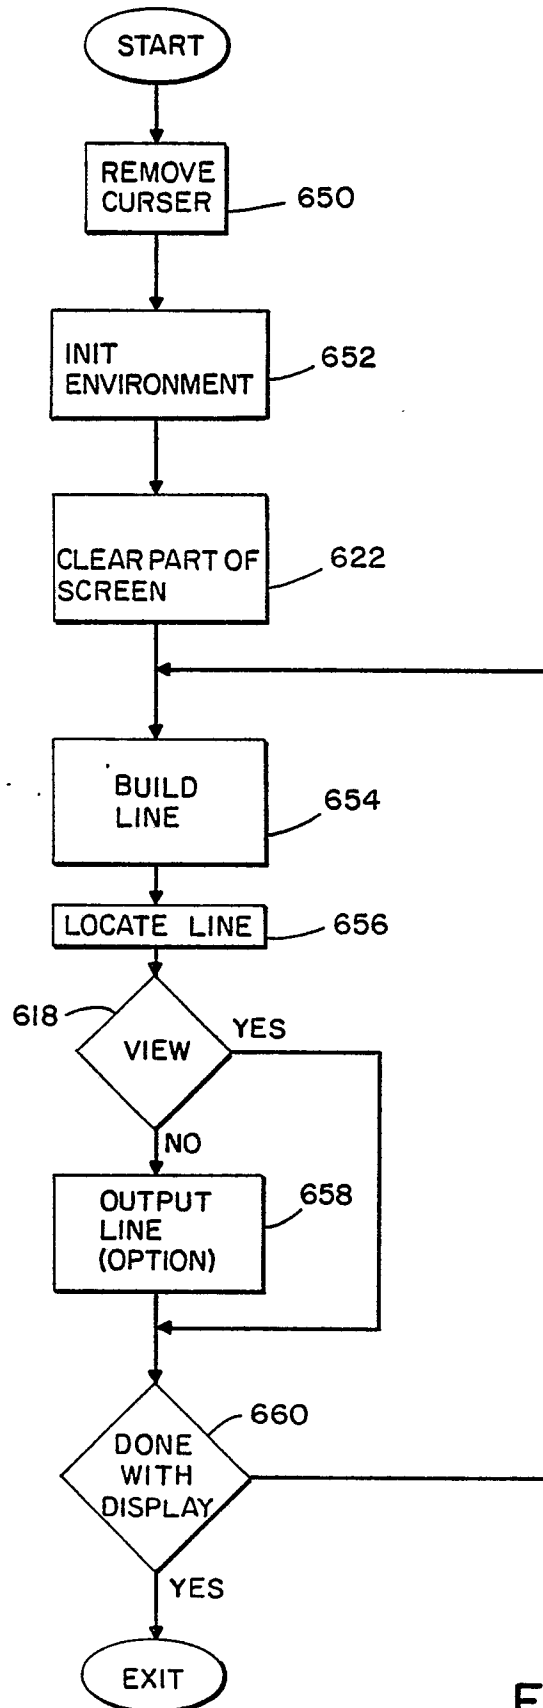 START
REMOVE
CURSER
650
INIT
ENVIRONMENT
652
CLEAR PART OF
SCREEN
622
BUILD
LINE
654
LOCATE LINE
656
618
VIEW
YES
NO
OUTPUT
LINE
(OPTION)
658
660
DONE
WITH
DISPLAY
YES
EXIT